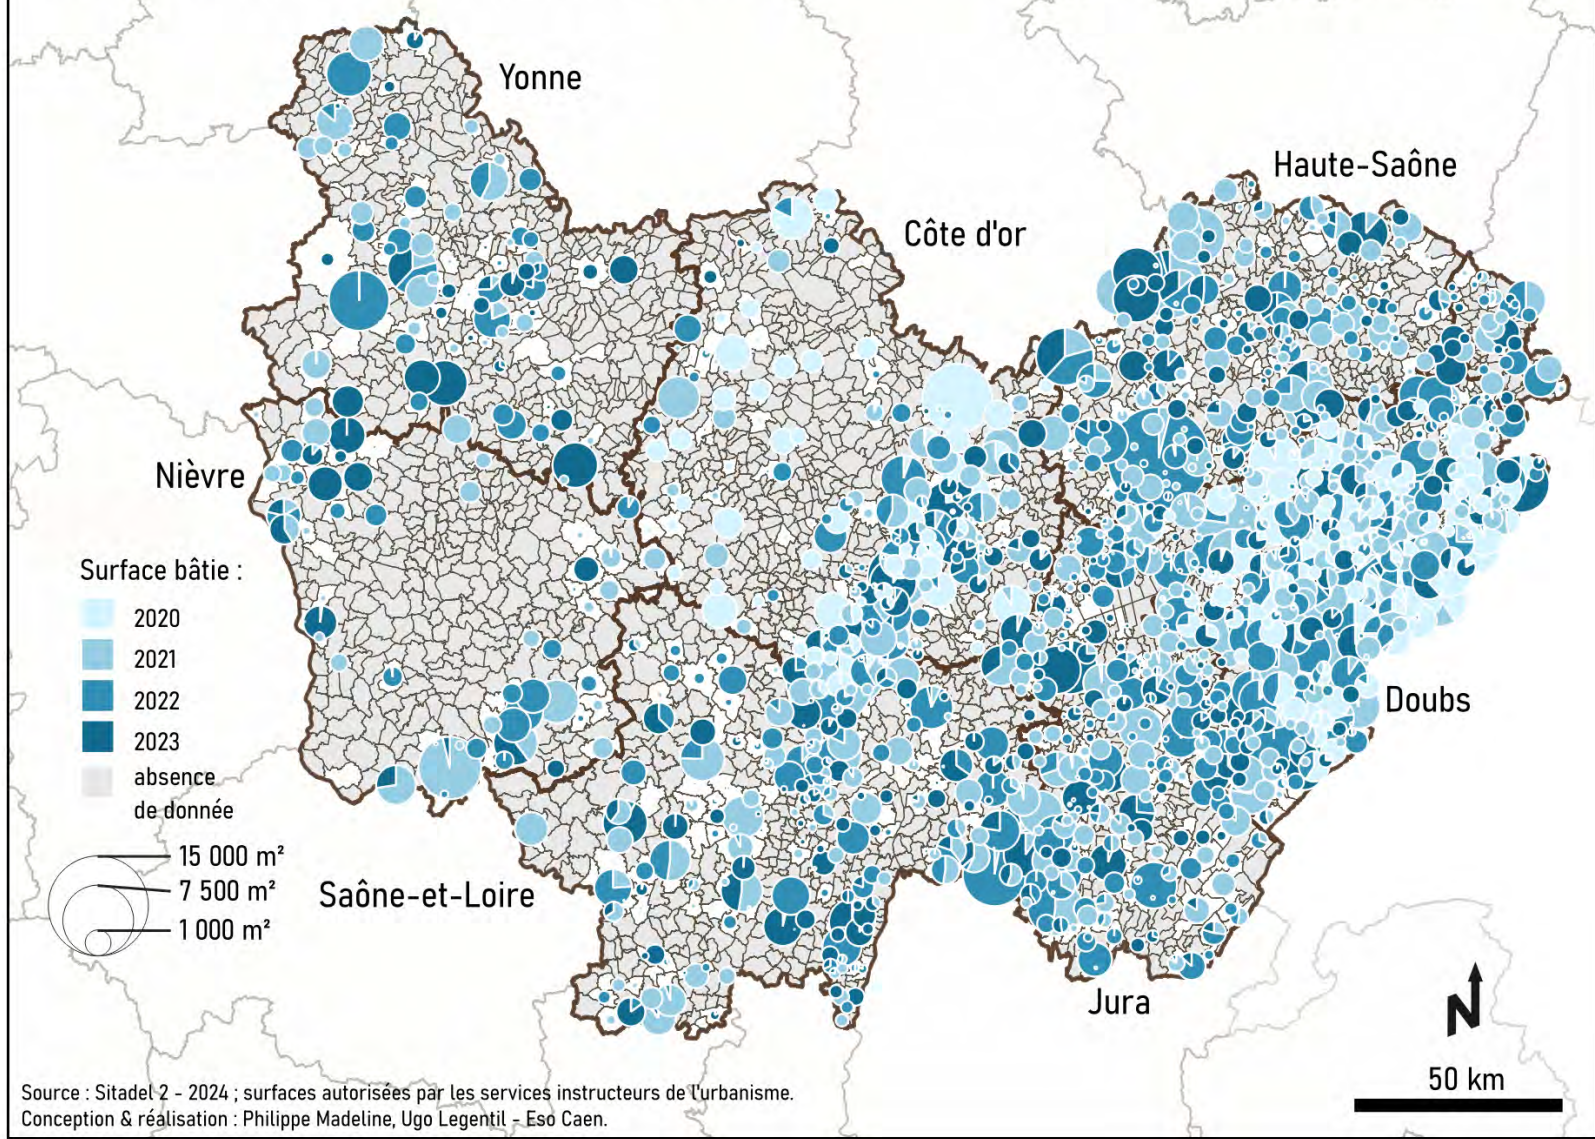 Yonne
Haute-Saône
Côte d'or
Nièvre
Surface bâtie :
2020
2021
2022
2023
absence
de donnée
15 000 m²
7 500 m²
1 000 m²
Saône-et-Loire
Doubs
Jura
N
50 km
Source : Sitadel 2 - 2024 ; surfaces autorisées par les services instructeurs de l'urbanisme.
Conception & réalisation : Philippe Madeline, Ugo Legentil - Eso Caen.